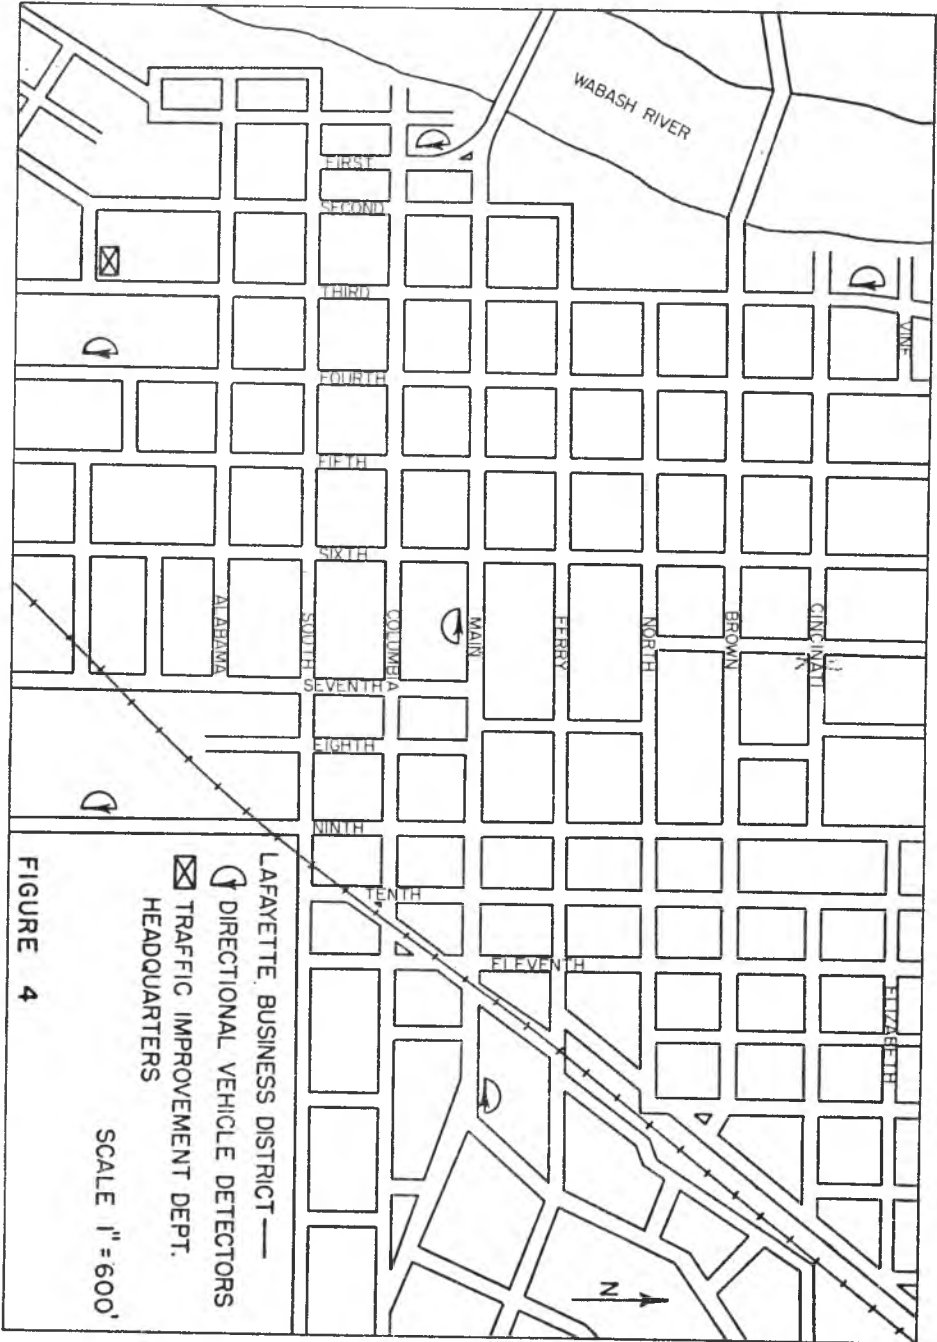 WABASH RIVER
FIRST
SECOND
THIRD
FOURTH
FIFTH
SIXTH
SEVENTH
EIGHTH
NINTH
TENTH
ELEVENTH
VINE
CINCINATI
BROWN
NORTH
FERRY
MAIN
COLUMBIA
SOUTH
ALABAMA
ELIZABETH
N
LAFAYETTE BUSINESS DISTRICT —
DIRECTIONAL VEHICLE DETECTORS
TRAFFIC IMPROVEMENT DEPT.
HEADQUARTERS
SCALE 1" = 600'
FIGURE 4